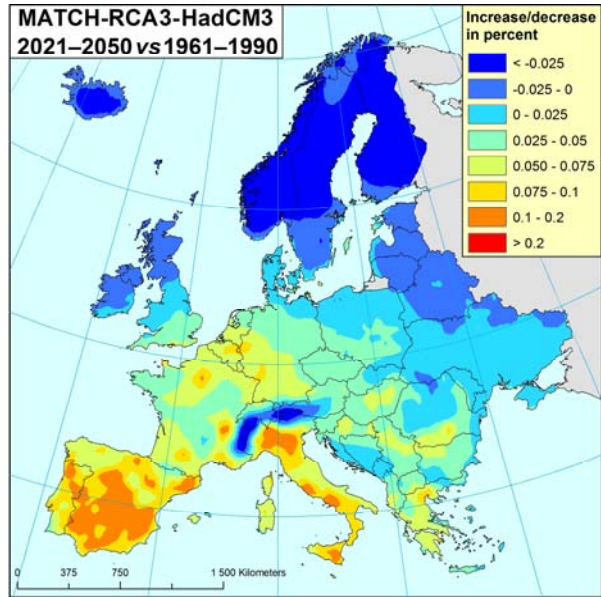 MATCH-RCA3-HadCM3
2021–2050 vs 1961–1990
Increase/decrease
in percent
< -0.025
-0.025 - 0
0 - 0.025
0.025 - 0.05
0.050 - 0.075
0.075 - 0.1
0.1 - 0.2
> 0.2
0 375 750 1 500 Kilometers